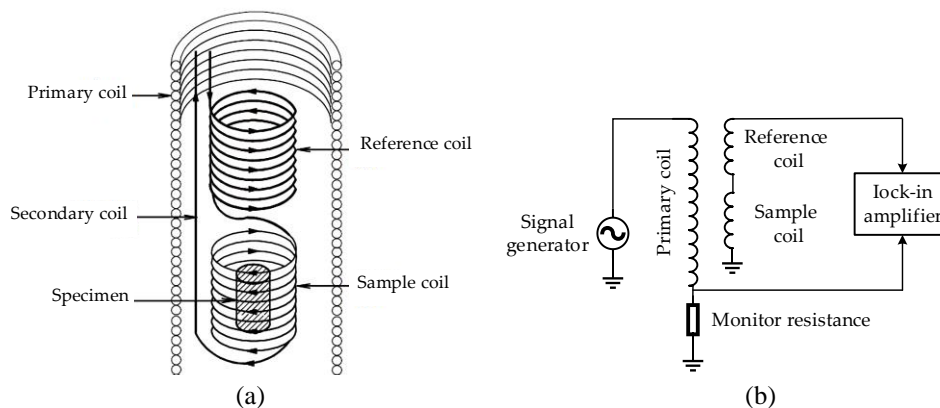 Primary coil
Reference coil
Secondary coil
Specimen
Sample coil
(a)
Signal
generator
Primary coil
Reference
coil
Sample
coil
lock-in
amplifier
Monitor resistance
(b)